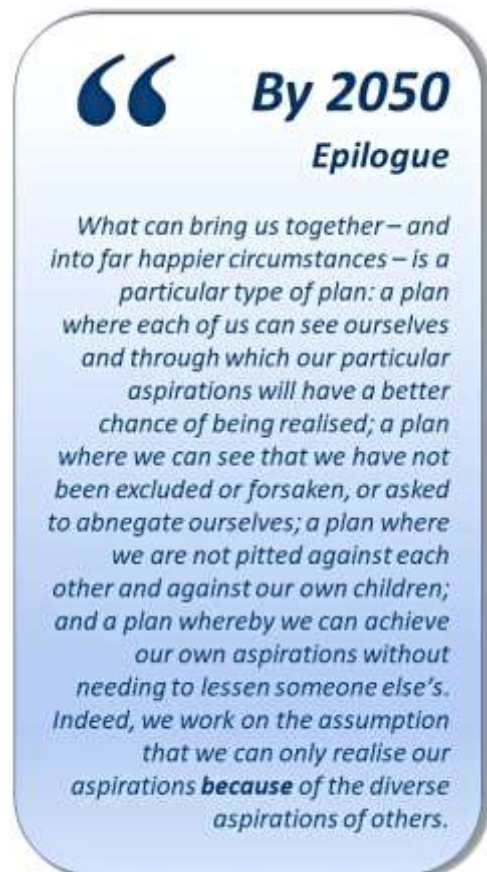 “
By 2050
Epilogue
What can bring us together – and
into far happier circumstances – is a
particular type of plan: a plan
where each of us can see ourselves
and through which our particular
aspirations will have a better
chance of being realised; a plan
where we can see that we have not
been excluded or forsaken, or asked
to abnegate ourselves; a plan where
we are not pitted against each
other and against our own children;
and a plan whereby we can achieve
our own aspirations without
needing to lessen someone else's.
Indeed, we work on the assumption
that we can only realise our
aspirations because of the diverse
aspirations of others.